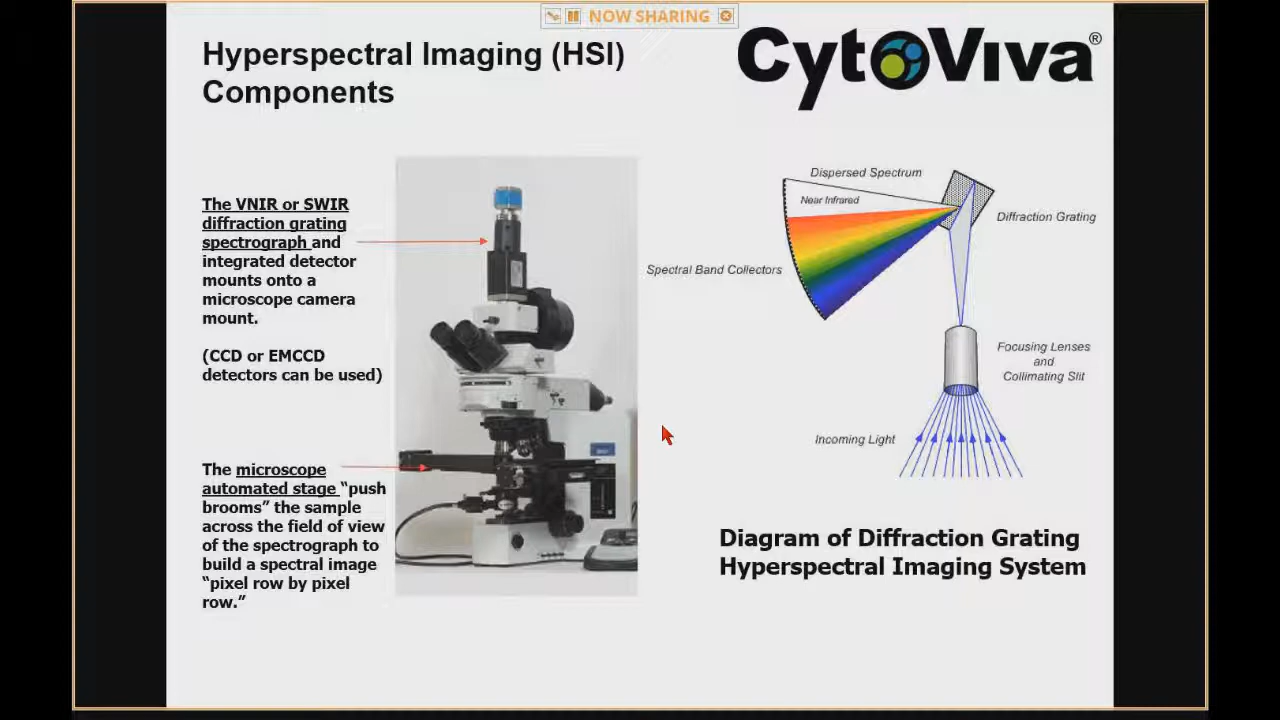 NOW SHARING
Hyperspectral Imaging (HSI)
Components
CytoViva®
The VNIR or SWIR
diffraction grating
spectrograph and
integrated detector
mounts onto a
microscope camera
mount.
(CCD or EMCCD
detectors can be used)
The microscope
automated stage “push
brooms” the sample
across the field of view
of the spectrograph to
build a spectral image
“pixel row by pixel
row.”
Dispersed Spectrum
Near Infrared
Diffraction Grating
Spectral Band Collectors
Focusing Lenses
and
Collimating Slit
Incoming Light
Diagram of Diffraction Grating
Hyperspectral Imaging System